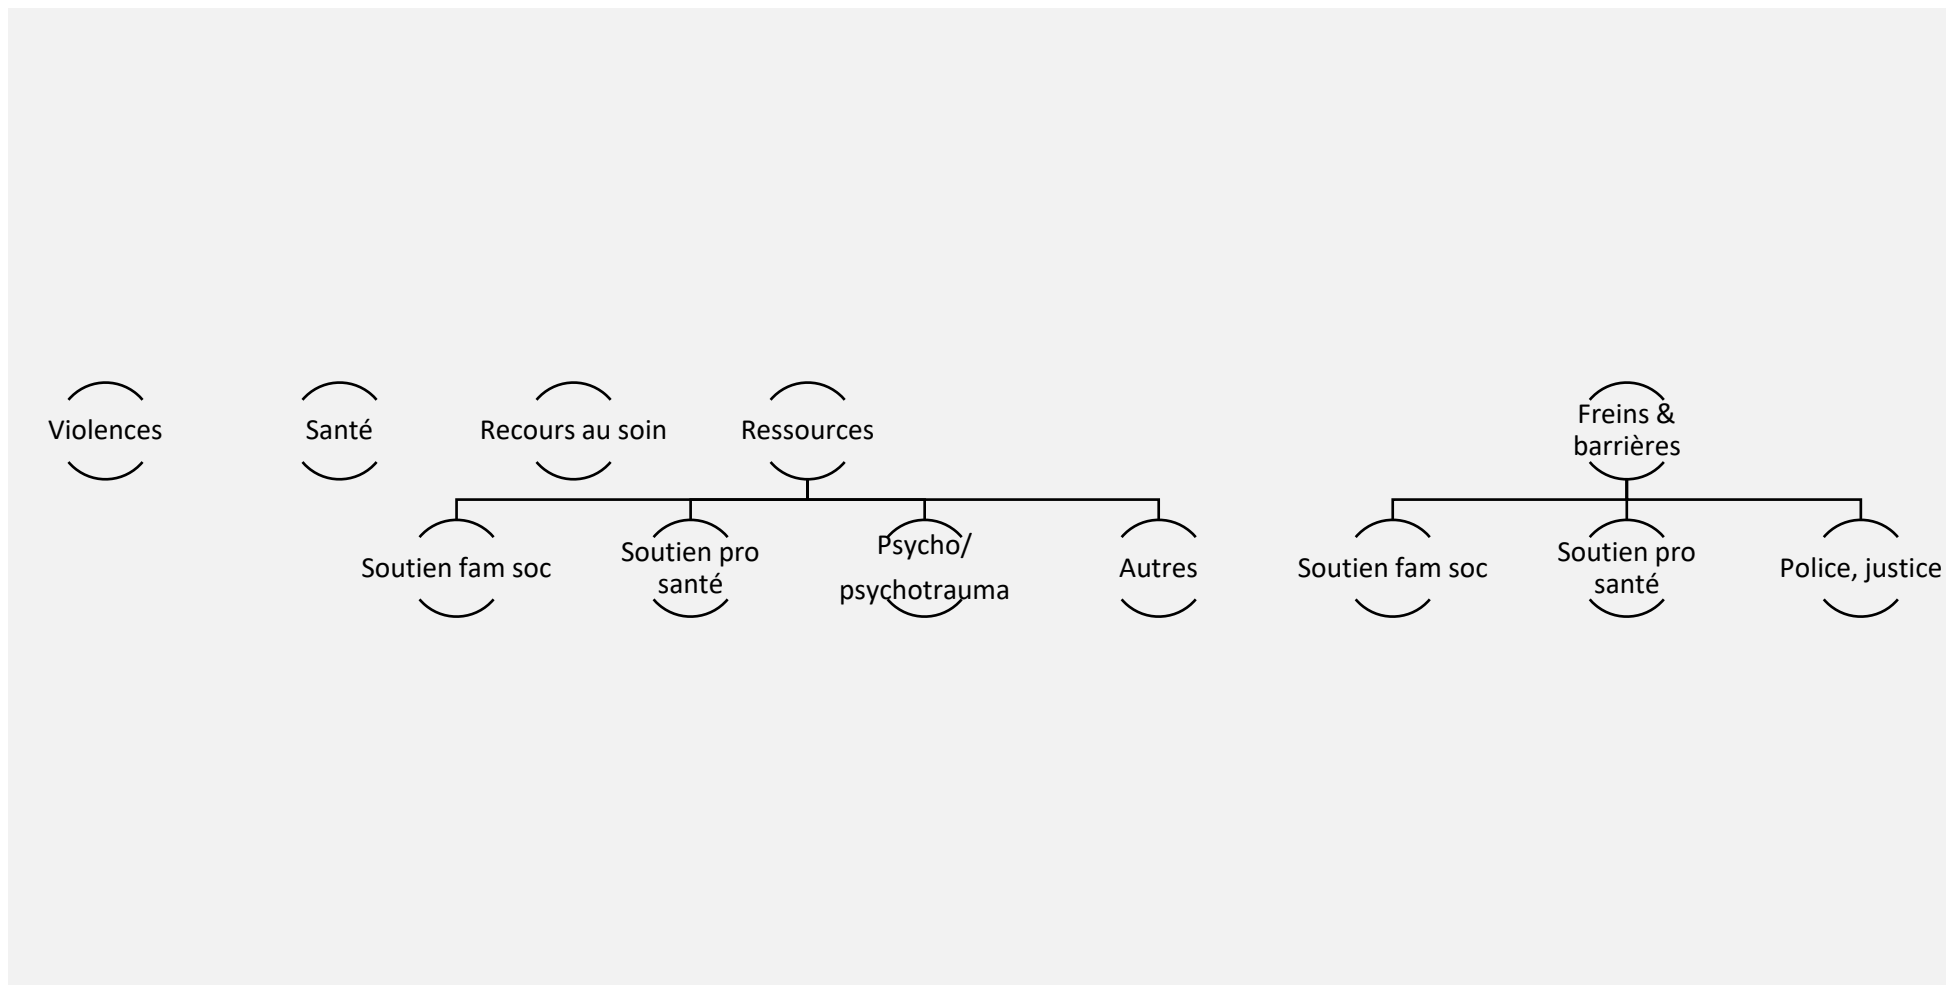 Violences
Santé
Recours au soin
Ressources
Freins &
barrières
Soutien fam soc
Soutien pro
santé
Psycho/
psychotrauma
Autres
Soutien fam soc
Soutien pro
santé
Police, justice